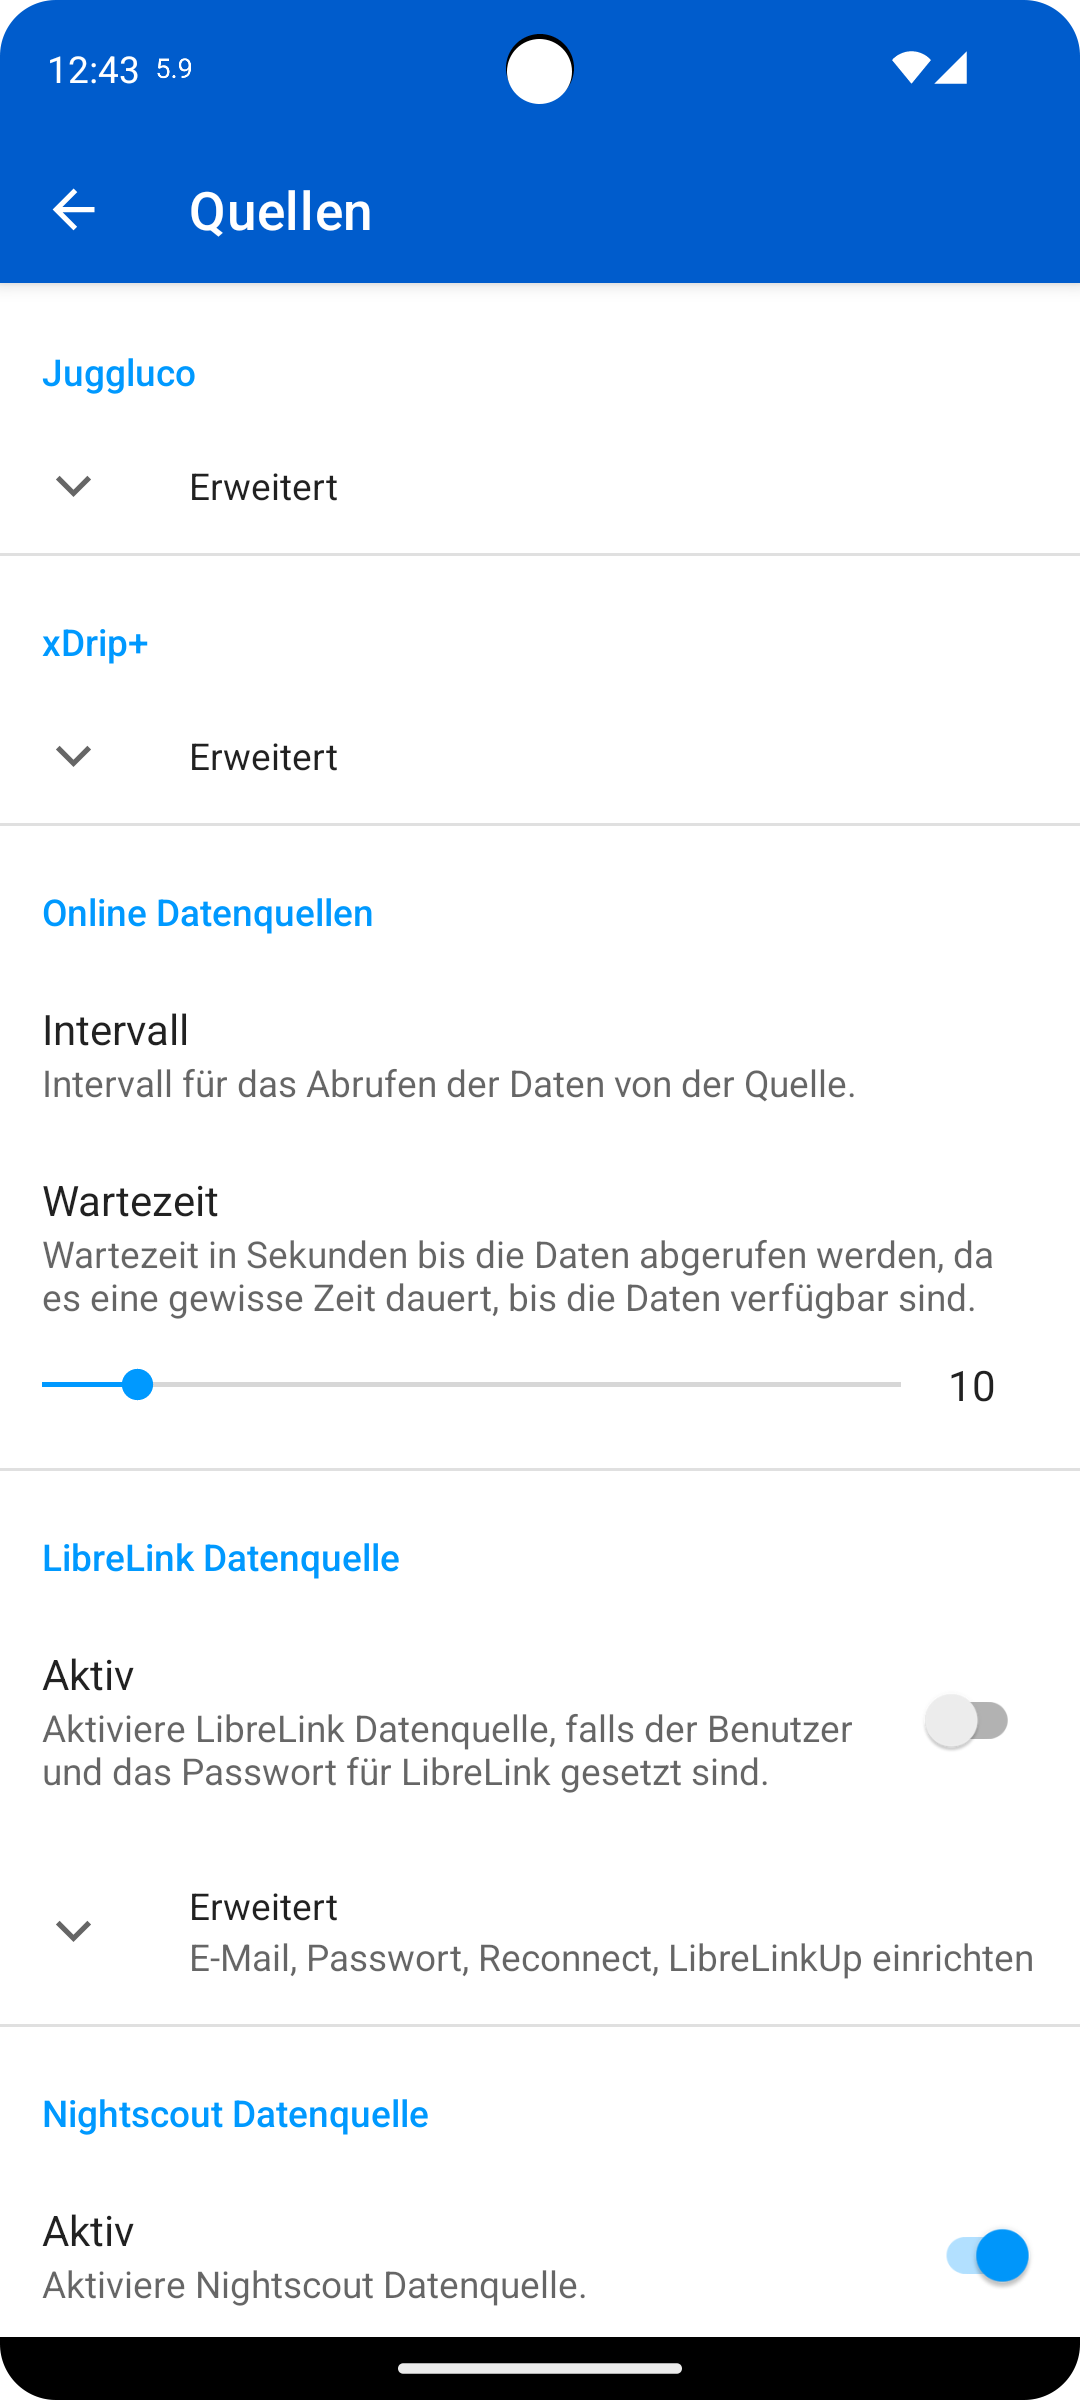 12:43 5.9
Quellen
Juggluco
Erweitert
xDrip+
Erweitert
Online Datenquellen
Intervall
Intervall für das Abrufen der Daten von der Quelle.
Wartezeit
Wartezeit in Sekunden bis die Daten abgerufen werden, da
es eine gewisse Zeit dauert, bis die Daten verfügbar sind.
10
LibreLink Datenquelle
Aktiv
Aktiviere LibreLink Datenquelle, falls der Benutzer
und das Passwort für LibreLink gesetzt sind.
Erweitert
E-Mail, Passwort, Reconnect, LibreLinkUp einrichten
Nightscout Datenquelle
Aktiv
Aktiviere Nightscout Datenquelle.